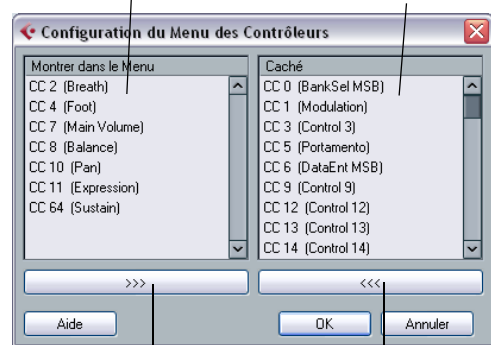 Configuration du Menu des Contrôleurs
Montrer dans le Menu
CC 2 (Breath)
CC 4 (Foot)
CC 7 (Main Volume)
CC 8 (Balance)
CC 10 (Pan)
CC 11 (Expression)
CC 64 (Sustain)
>>>
Caché
CC 0 (BankSel MSB)
CC 1 (Modulation)
CC 3 (Control 3)
CC 5 (Portamento)
CC 6 (DataEnt MSB)
CC 9 (Control 9)
CC 12 (Control 12)
CC 13 (Control 13)
CC 14 (Control 14)
<<<
Aide
OK
Annuler